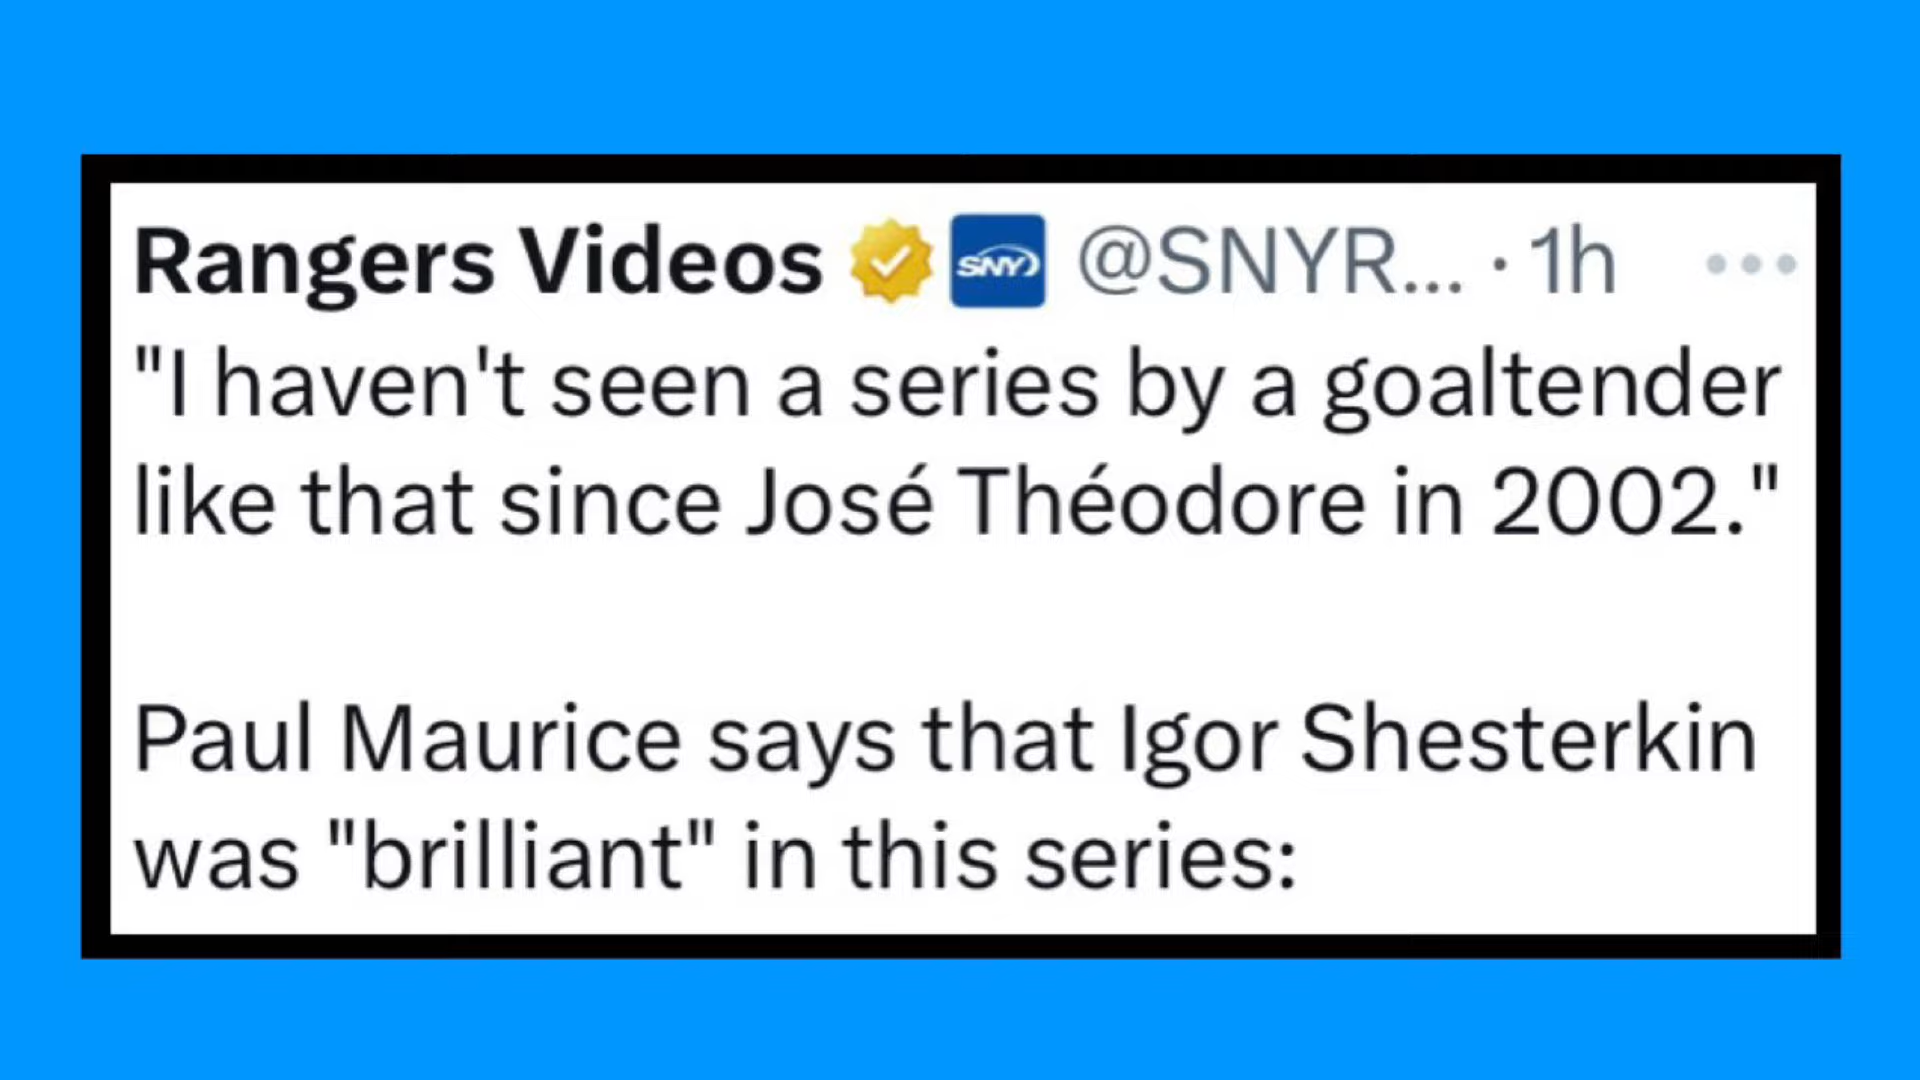 Rangers Videos SNY @SNYR... · 1h
"I haven't seen a series by a goaltender
like that since José Théodore in 2002."
Paul Maurice says that Igor Shesterkin
was "brilliant" in this series: